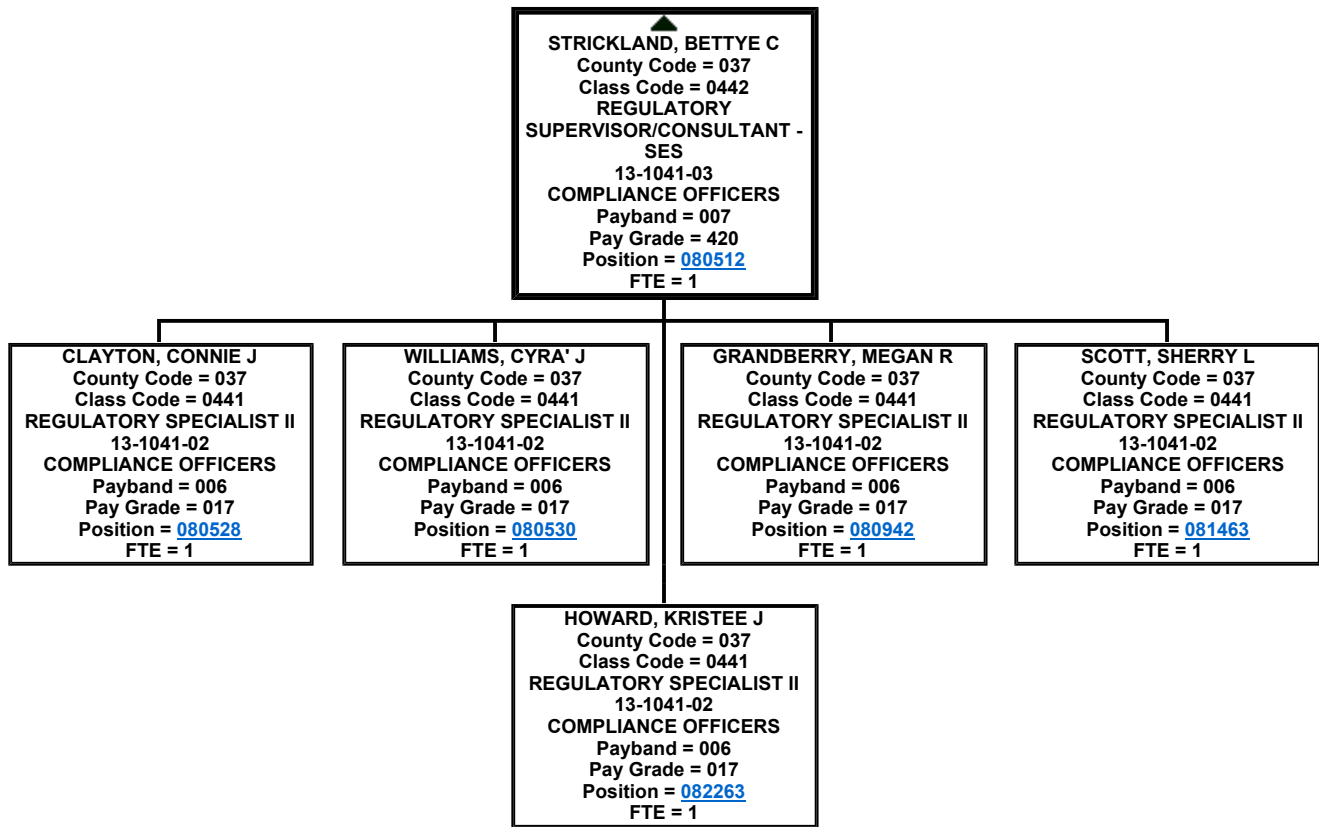 STRICKLAND, BETTYE C
County Code = 037
Class Code = 0442
REGULATORY
SUPERVISOR/CONSULTANT -
SES
13-1041-03
COMPLIANCE OFFICERS
Payband = 007
Pay Grade = 420
Position = 080512
FTE = 1
CLAYTON, CONNIE J
County Code = 037
Class Code = 0441
REGULATORY SPECIALIST II
13-1041-02
COMPLIANCE OFFICERS
Payband = 006
Pay Grade = 017
Position = 080528
FTE = 1
WILLIAMS, CYRA' J
County Code = 037
Class Code = 0441
REGULATORY SPECIALIST II
13-1041-02
COMPLIANCE OFFICERS
Payband = 006
Pay Grade = 017
Position = 080530
FTE = 1
GRANDBERRY, MEGAN R
County Code = 037
Class Code = 0441
REGULATORY SPECIALIST II
13-1041-02
COMPLIANCE OFFICERS
Payband = 006
Pay Grade = 017
Position = 080942
FTE = 1
SCOTT, SHERRY L
County Code = 037
Class Code = 0441
REGULATORY SPECIALIST II
13-1041-02
COMPLIANCE OFFICERS
Payband = 006
Pay Grade = 017
Position = 081463
FTE = 1
HOWARD, KRISTEE J
County Code = 037
Class Code = 0441
REGULATORY SPECIALIST II
13-1041-02
COMPLIANCE OFFICERS
Payband = 006
Pay Grade = 017
Position = 082263
FTE = 1